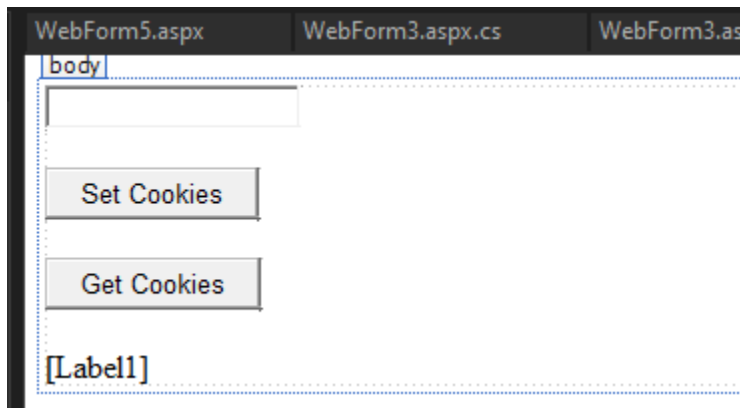 WebForm5.aspx WebForm3.aspx.cs WebForm3.as
body
Set Cookies
Get Cookies
[Label1]